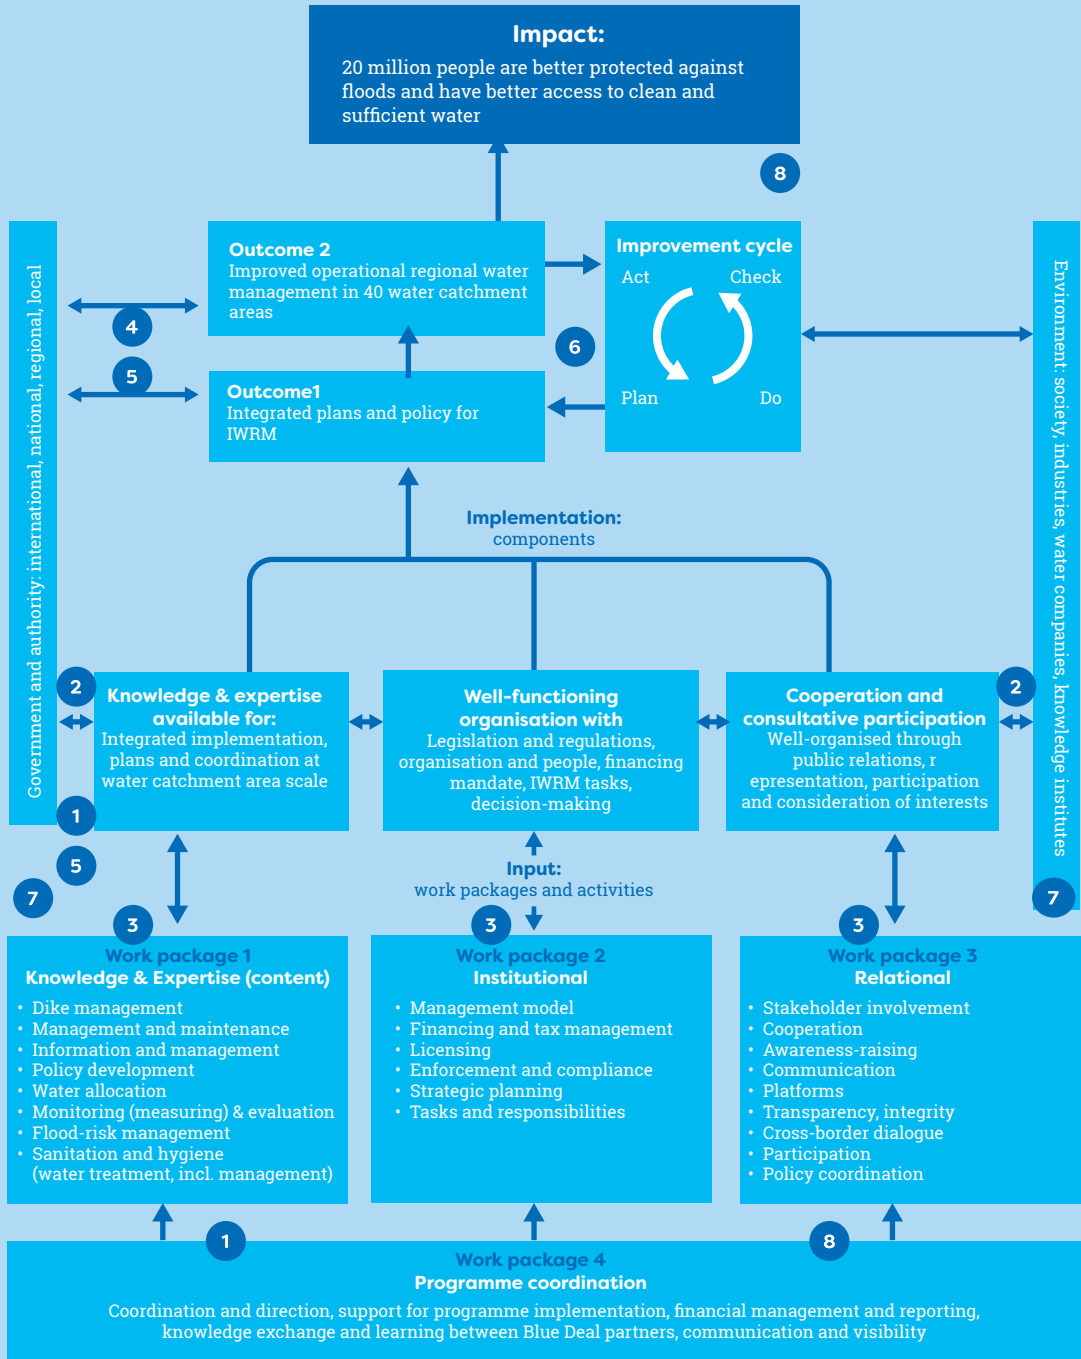 Impact:
20 million people are better protected against
floods and have better access to clean and
sufficient water
8
Government and authority: international, national, regional, local
Outcome 2
Improved operational regional water
management in 40 water catchment
areas
4
5
Outcome1
Integrated plans and policy for
IWRM
6
Improvement cycle
Act
Check
Plan
Do
Environment: society, industries, water companies, knowledge institutes
Implementation:
components
2
Knowledge & expertise
available for:
Integrated implementation,
plans and coordination at
water catchment area scale
1
5
7
Well-functioning
organisation with
Legislation and regulations,
organisation and people, financing
mandate, IWRM tasks,
decision-making
2
Cooperation and
consultative participation
Well-organised through
public relations, r
epresentation, participation
and consideration of interests
7
Input:
work packages and activities
3
Work package 1
Knowledge & Expertise (content)
• Dike management
• Management and maintenance
• Information and management
• Policy development
• Water allocation
• Monitoring (measuring) & evaluation
• Flood-risk management
• Sanitation and hygiene
(water treatment, incl. management)
3
Work package 2
Institutional
• Management model
• Financing and tax management
• Licensing
• Enforcement and compliance
• Strategic planning
• Tasks and responsibilities
3
Work package 3
Relational
• Stakeholder involvement
• Cooperation
• Awareness-raising
• Communication
• Platforms
• Transparency, integrity
• Cross-border dialogue
• Participation
• Policy coordination
1
8
Work package 4
Programme coordination
Coordination and direction, support for programme implementation, financial management and reporting,
knowledge exchange and learning between Blue Deal partners, communication and visibility